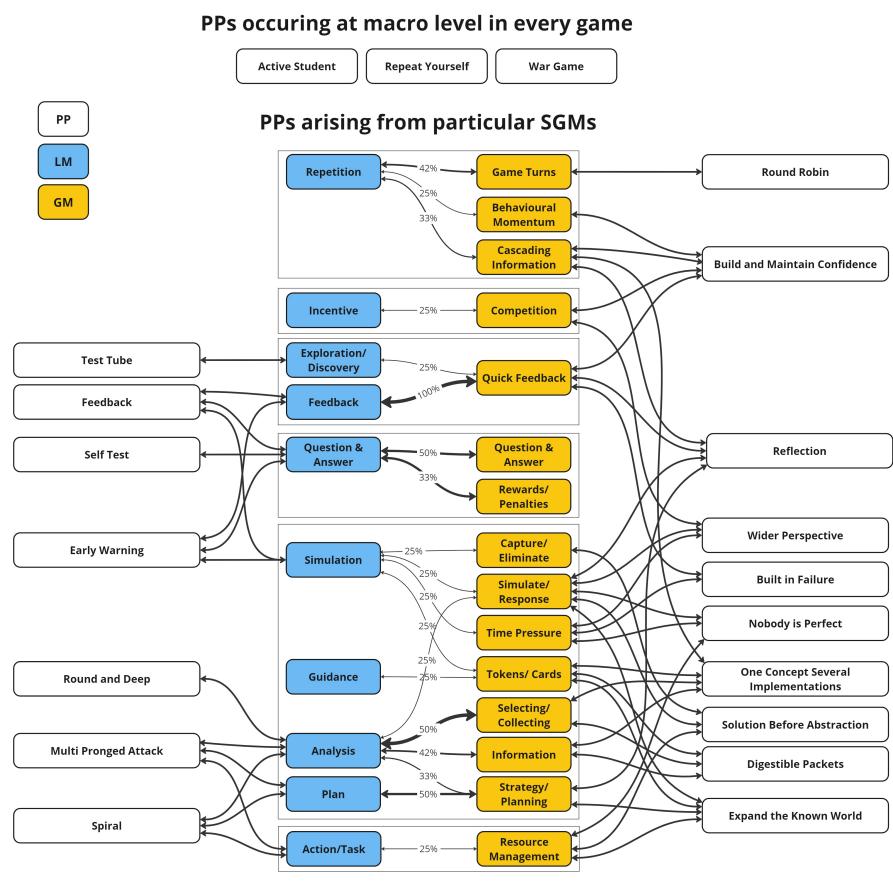 PPs occuring at macro level in every game
Active Student
Repeat Yourself
War Game
PP
LM
GM
PPs arising from particular SGMs
Repetition
42%
25%
33%
Game Turns
Behavioural
Momentum
Cascading
Information
Round Robin
Build and Maintain Confidence
Incentive
25%
Competition
Test Tube
Feedback
Self Test
Early Warning
Exploration/
Discovery
Feedback
25%
100%
Quick Feedback
Question &
Answer
50%
33%
Question &
Answer
Rewards/
Penalties
Reflection
Wider Perspective
Built in Failure
Nobody is Perfect
One Concept Several
Implementations
Solution Before Abstraction
Digestible Packets
Expand the Known World
Simulation
25%
25%
25%
25%
25%
25%
Capture/
Eliminate
Simulate/
Response
Time Pressure
Tokens/ Cards
Guidance
Selecting/
Collecting
Round and Deep
Multi Pronged Attack
Spiral
Analysis
50%
42%
33%
Information
Plan
50%
Strategy/
Planning
Action/Task
25%
Resource
Management